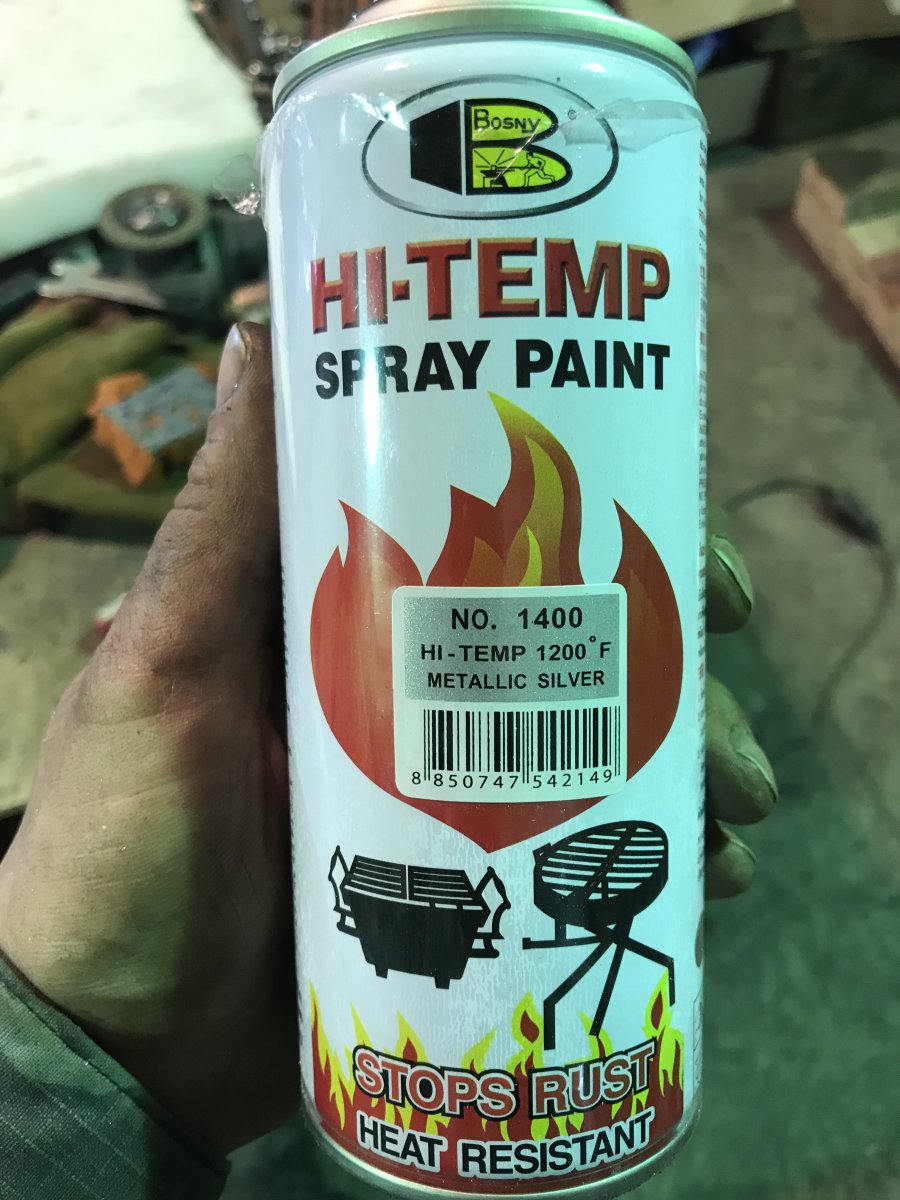 BOSNY
©
HI-TEMP
SPRAY PAINT
NO. 1400
HI-TEMP 1200°F
METALLIC SILVER
8 850747 542149
STOPS RUST
HEAT RESISTANT